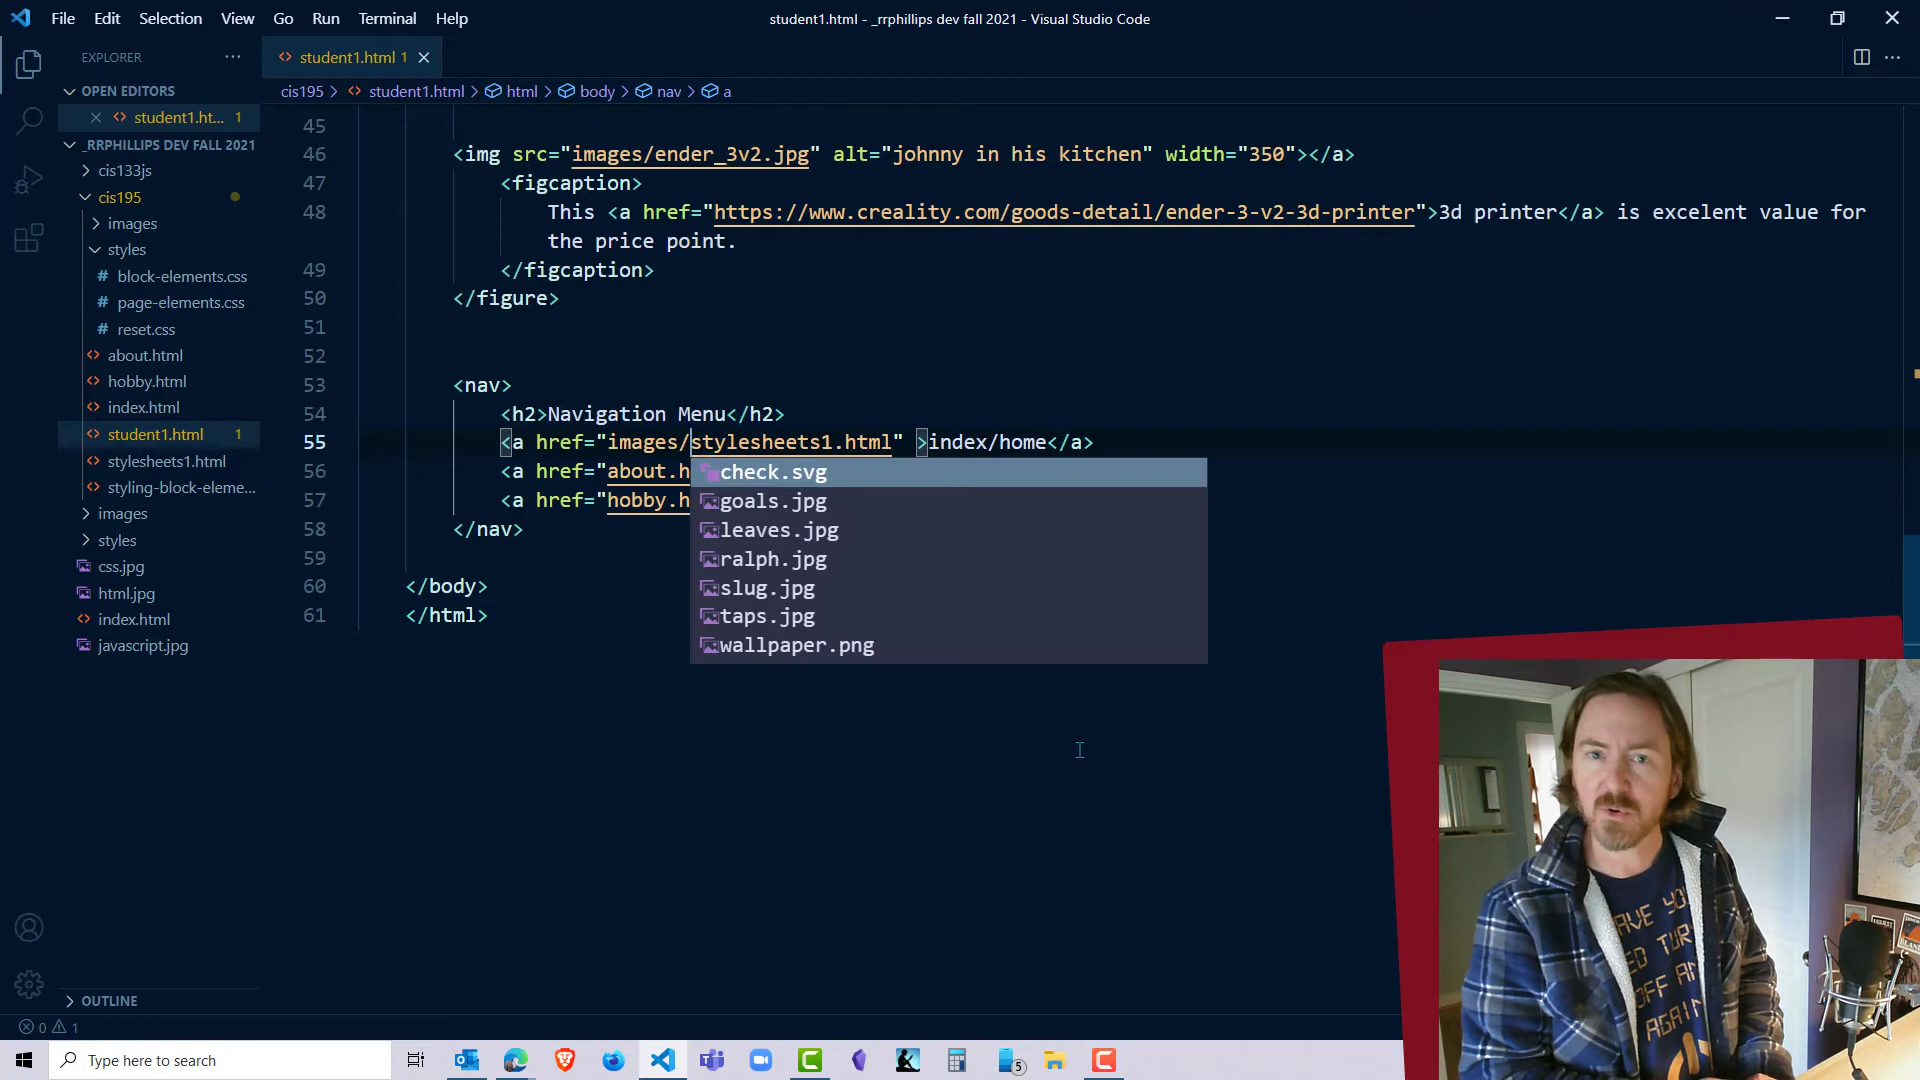 File Edit Selection View Go Run Terminal Help
student1.html - _rrphillips dev fall 2021 - Visual Studio Code
EXPLORER
student1.html 1
OPEN EDITORS
cis195 > student1.html > html > body > nav > a
student1.ht... 1
_RRPHILLIPS DEV FALL 2021
cis133js
cis195
images
styles
block-elements.css
page-elements.css
reset.css
about.html
hobby.html
index.html
student1.html 1
stylesheets1.html
styling-block-eleme...
images
styles
css.jpg
html.jpg
index.html
javascript.jpg
OUTLINE
45
46 <img src="images/ender_3v2.jpg" alt="johnny in his kitchen" width="350"></a>
47 <figcaption>
48 This <a href="https://www.creality.com/goods-detail/ender-3-v2-3d-printer">3d printer</a> is excelent value for
the price point.
49 </figcaption>
50 </figure>
51
52
53 <nav>
54 <h2>Navigation Menu</h2>
55 <a href="images/stylesheets1.html" >index/home</a>
56 <a href="about.h
57 <a href="hobby.h
58 </nav>
59
60 </body>
61 </html>
check.svg
goals.jpg
leaves.jpg
ralph.jpg
slug.jpg
taps.jpg
wallpaper.png
0 1
Type here to search
5
AVE YOU
OFF AN
AGAIN